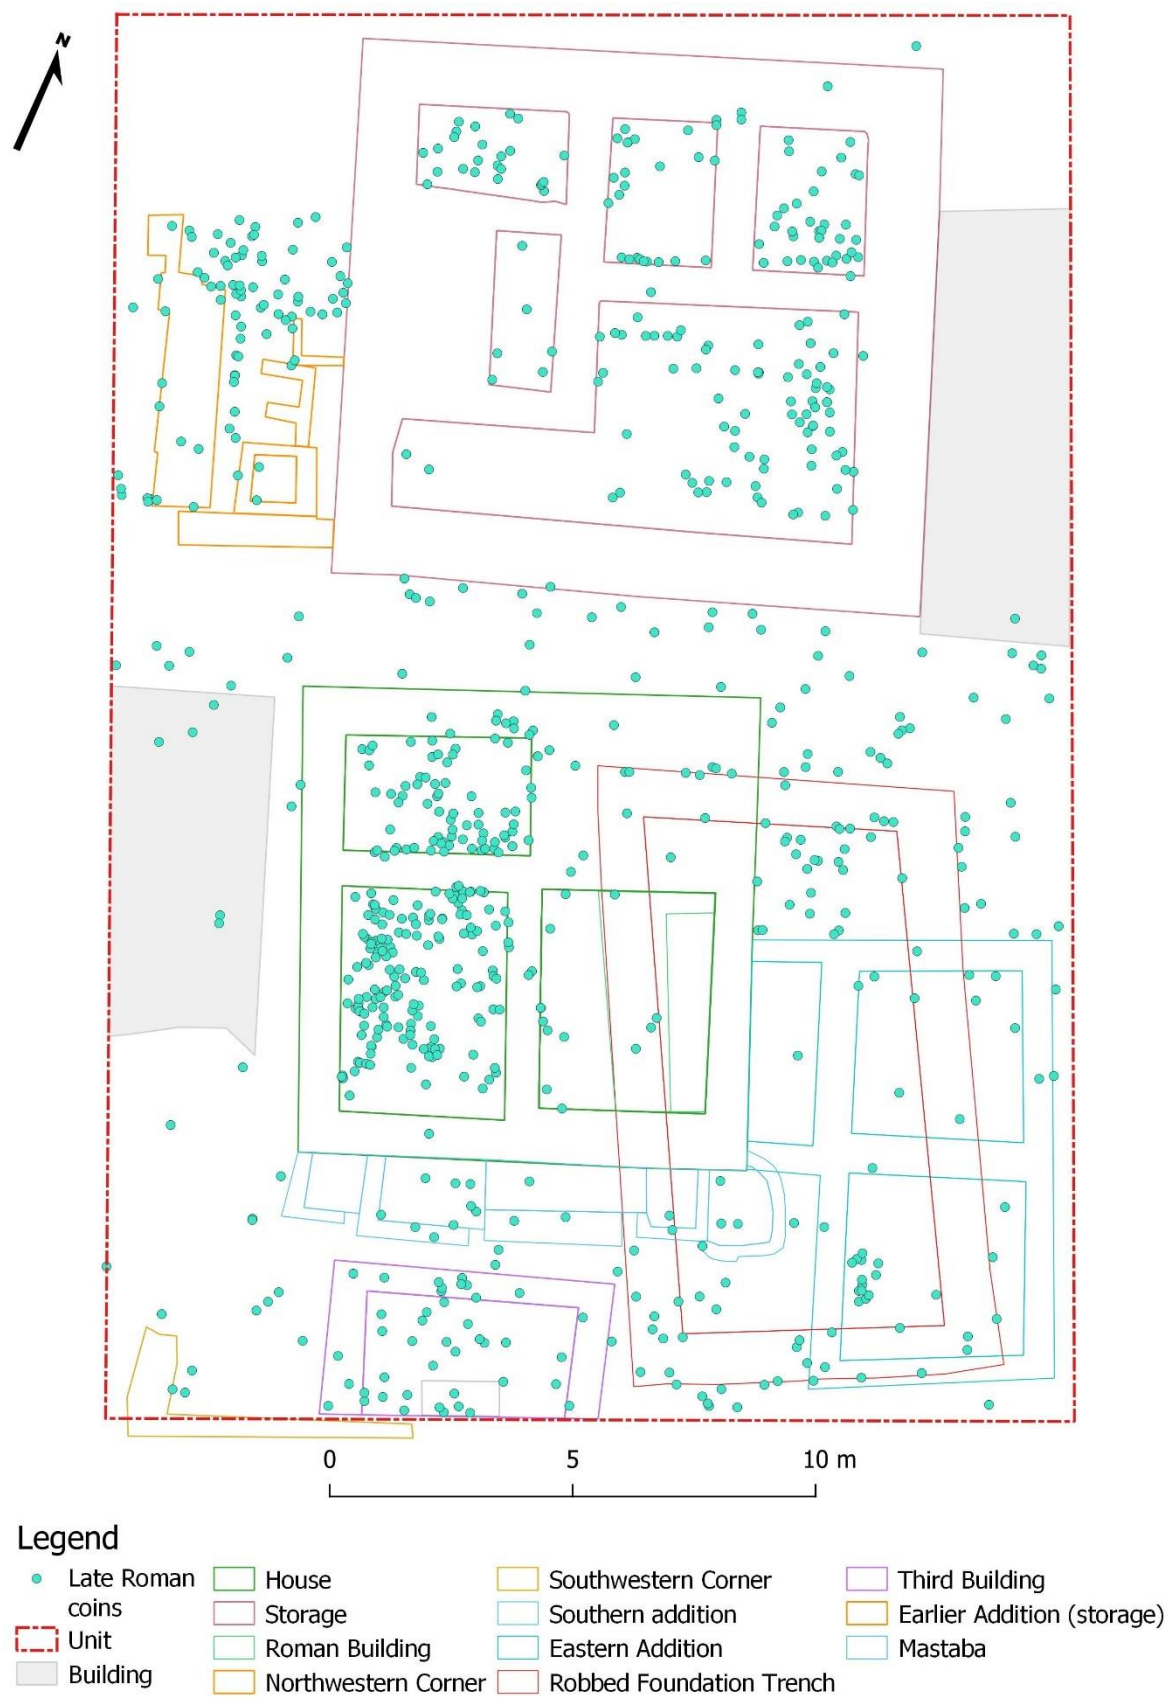 N
0 5 10 m
Legend
Late Roman coins
Unit
Building
House
Storage
Roman Building
Northwestern Corner
Southwestern Corner
Southern addition
Eastern Addition
Robbed Foundation Trench
Third Building
Earlier Addition (storage)
Mastaba